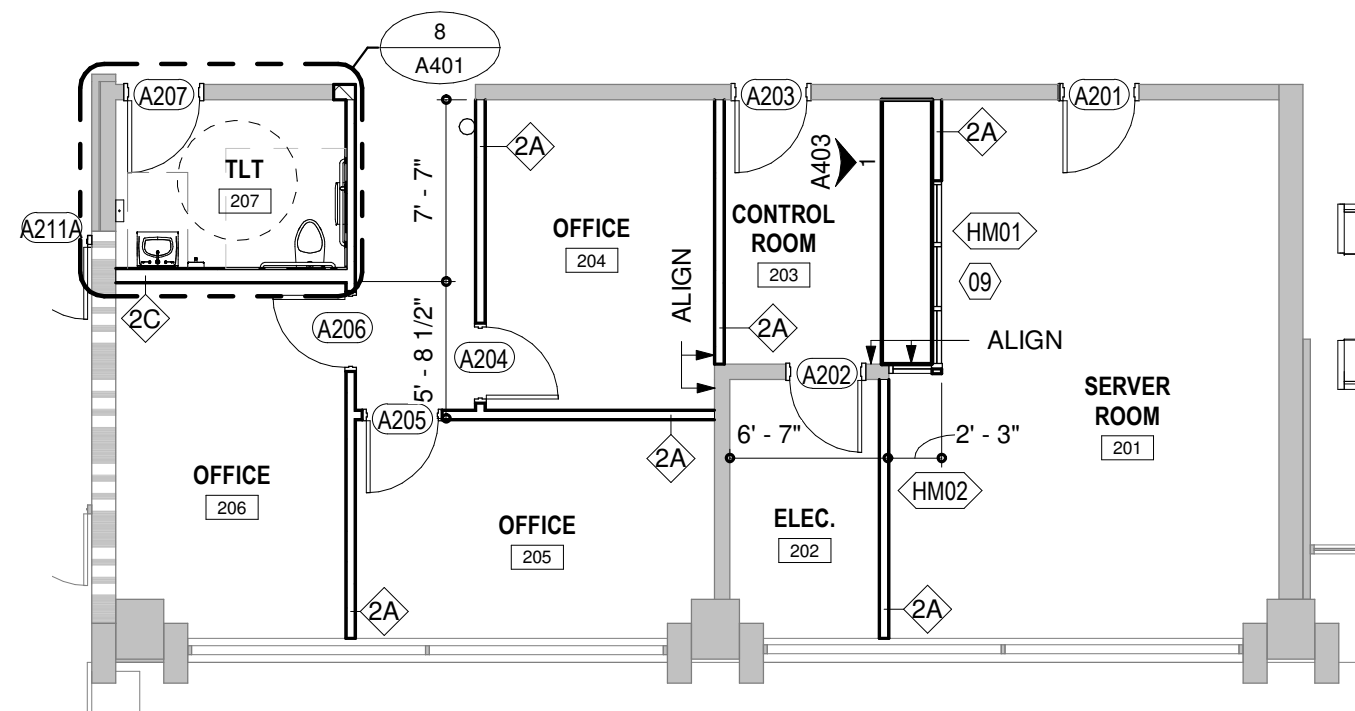 8
A401
A207
A203
A201
2A
2A
A403
1
TLT
207
7' - 7"
CONTROL
ROOM
203
OFFICE
204
A211A
HM01
09
ALIGN
2C
A206
5' - 8 1/2"
A204
2A
ALIGN
A202
SERVER
ROOM
201
A205
6' - 7"
2' - 3"
2A
OFFICE
206
HM02
OFFICE
205
ELEC.
202
2A
2A